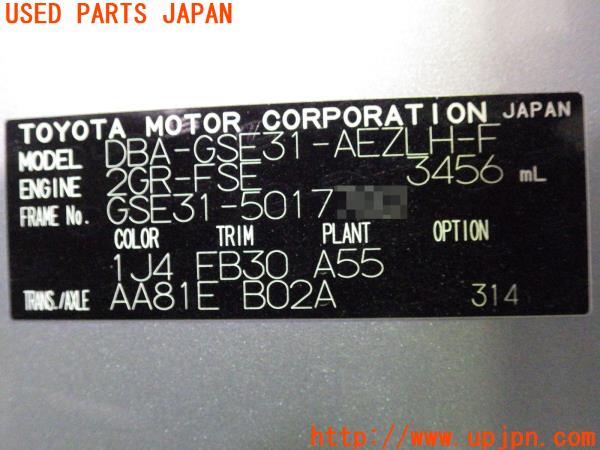 USED PARTS JAPAN
TOYOTA MOTOR CORPORATION JAPAN
MODEL DBA-GSE31-AEZLH-F
ENGINE 2GR-FSE 3456 mL
FRAME No. GSE31-5017
COLOR TRIM PLANT OPTION
1J4 FB30 A55
TRANS./AXLE AA81E B02A 314
http://www.upjpn.com/